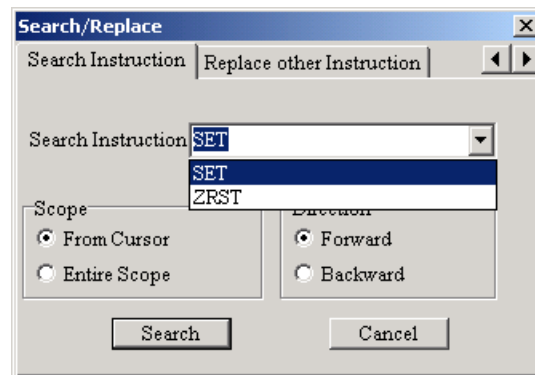 Search/Replace
Search Instruction Replace other Instruction
Search Instruction SET
SET
ZRST
Scope Direction
From Cursor Forward
Entire Scope Backward
Search Cancel